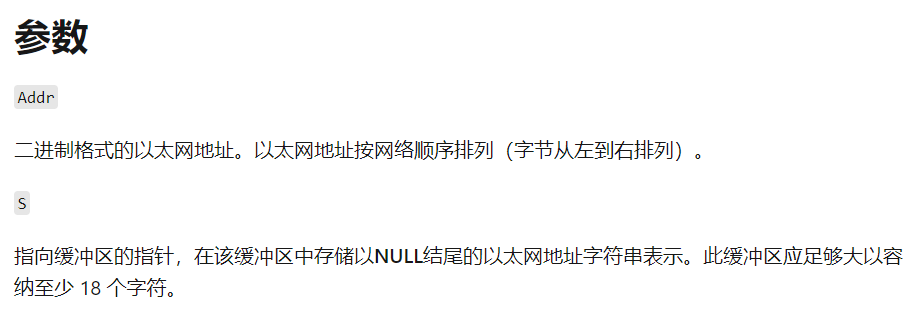 参数
Addr
二进制格式的以太网地址。以太网地址按网络顺序排列（字节从左到右排列）。
S
指向缓冲区的指针，在该缓冲区中存储以NULL结尾的以太网地址字符串表示。此缓冲区应足够大以容
纳至少 18 个字符。